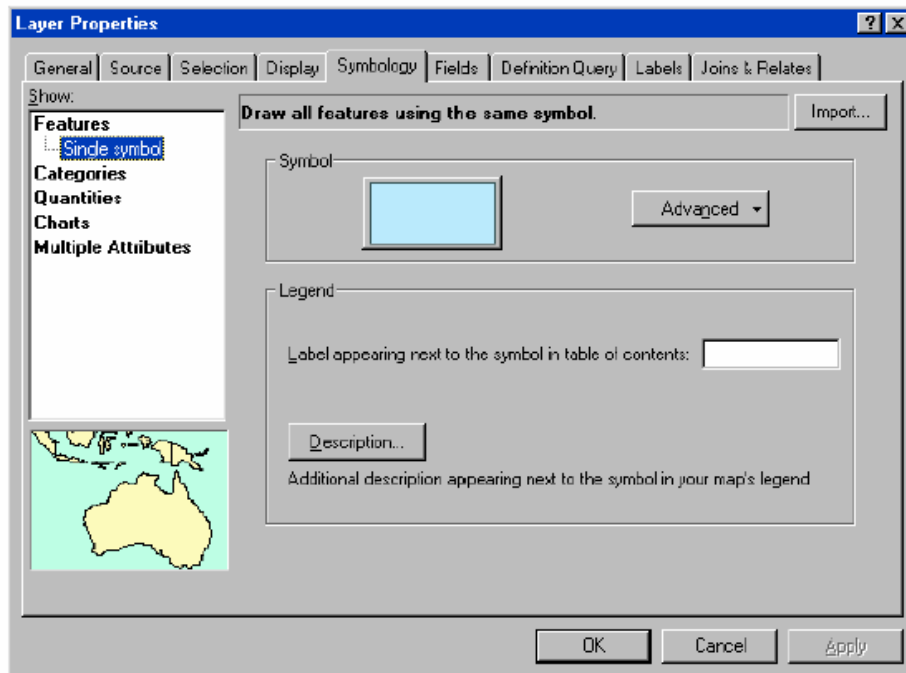 Layer Properties
General Source Selection Display Symbology Fields Definition Query Labels Joins & Relates
Show:
Features
Single symbol
Categories
Quantities
Charts
Multiple Attributes
Draw all features using the same symbol.
Import...
Symbol
Advanced
Legend
Label appearing next to the symbol in table of contents:
Description...
Additional description appearing next to the symbol in your map's legend
OK Cancel Apply